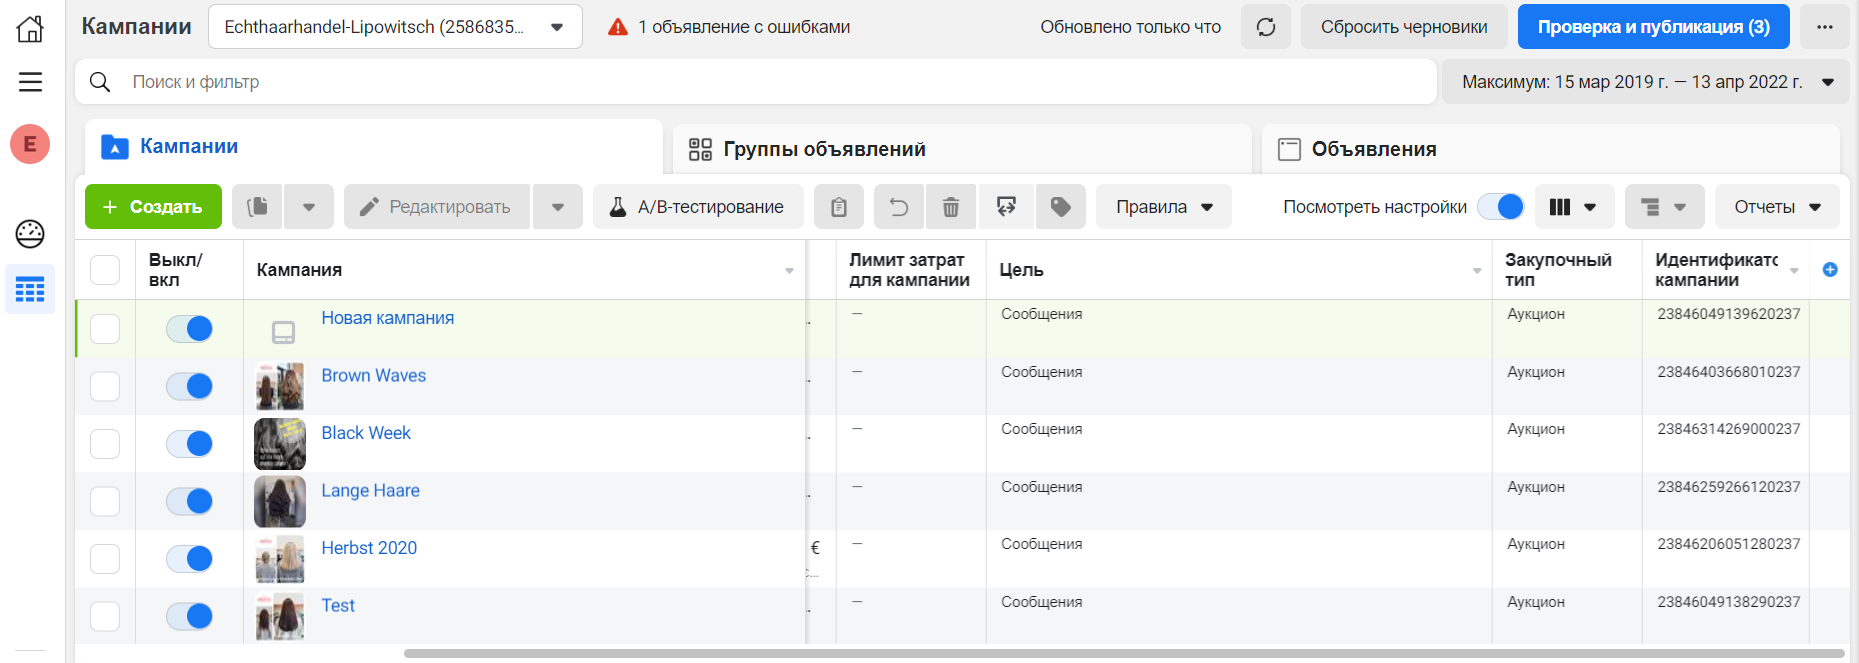 Кампании
Echthaarhandel-Lipowitsch (2586835...
1 объявление с ошибками
Обновлено только что
Сбросить черновики
Проверка и публикация (3)
Поиск и фильтр
Максимум: 15 мар 2019 г. – 13 апр 2022 г.
E
Кампании
Группы объявлений
Объявления
+ Создать
Редактировать
A/B-тестирование
Правила
Посмотреть настройки
Отчеты
Выкл/
вкл
Кампания
Лимит затрат
для кампании
Цель
Закупочный
тип
Идентификатс
кампании
Новая кампания
–
Сообщения
Аукцион
23846049139620237
Brown Waves
–
Сообщения
Аукцион
23846403668010237
Black Week
–
Сообщения
Аукцион
23846314269000237
Lange Haare
–
Сообщения
Аукцион
23846259266120237
Herbst 2020
€
–
Сообщения
Аукцион
23846206051280237
Test
–
Сообщения
Аукцион
23846049138290237